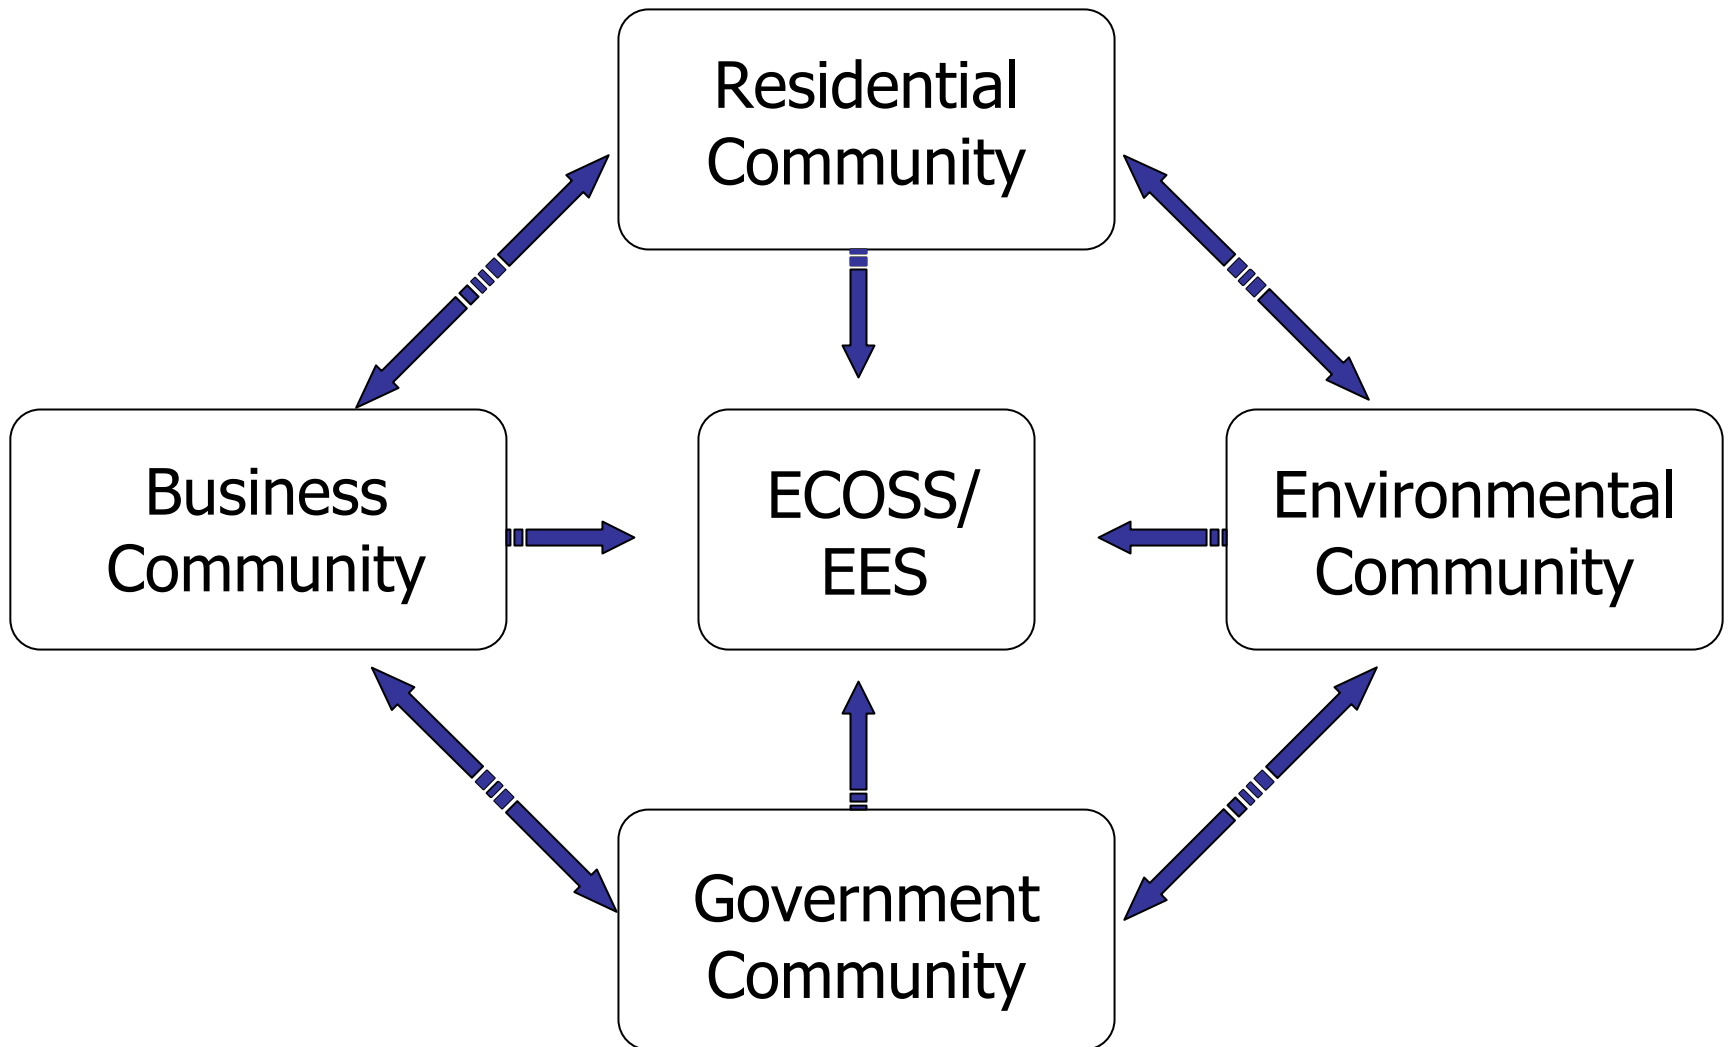 Residential
Community
Business
Community
ECOSS/
EES
Environmental
Community
Government
Community